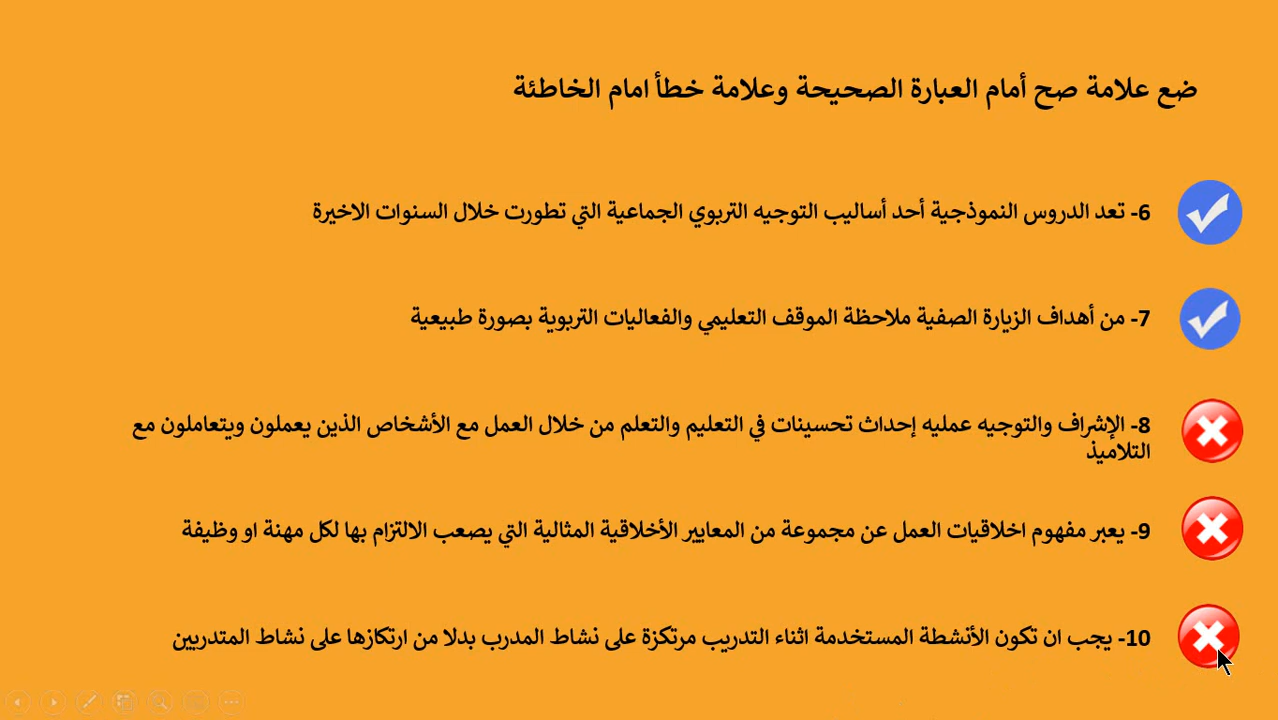 ضع علامة صح أمام العبارة الصحيحة وعلامة خطأ امام الخاطئة
6- تعد الدروس النموذجية أحد أساليب التوجيه التربوي الجماعية التي تطورت خلال السنوات الاخيرة
7- من أهداف الزيارة الصفية ملاحظة الموقف التعليمي والفعاليات التربوية بصورة طبيعية
8- الإشراف والتوجيه عمليه إحداث تحسينات في التعليم والتعلم من خلال العمل مع الأشخاص الذين يعملون ويتعاملون مع
التلاميذ
9- يعبر مفهوم اخلاقيات العمل عن مجموعة من المعايير الأخلاقية المثالية التي يصعب الالتزام بها لكل مهنة او وظيفة
10- يجب ان تكون الأنشطة المستخدمة اثناء التدريب مرتكزة على نشاط المدرب بدلا من ارتكازها على نشاط المتدربين